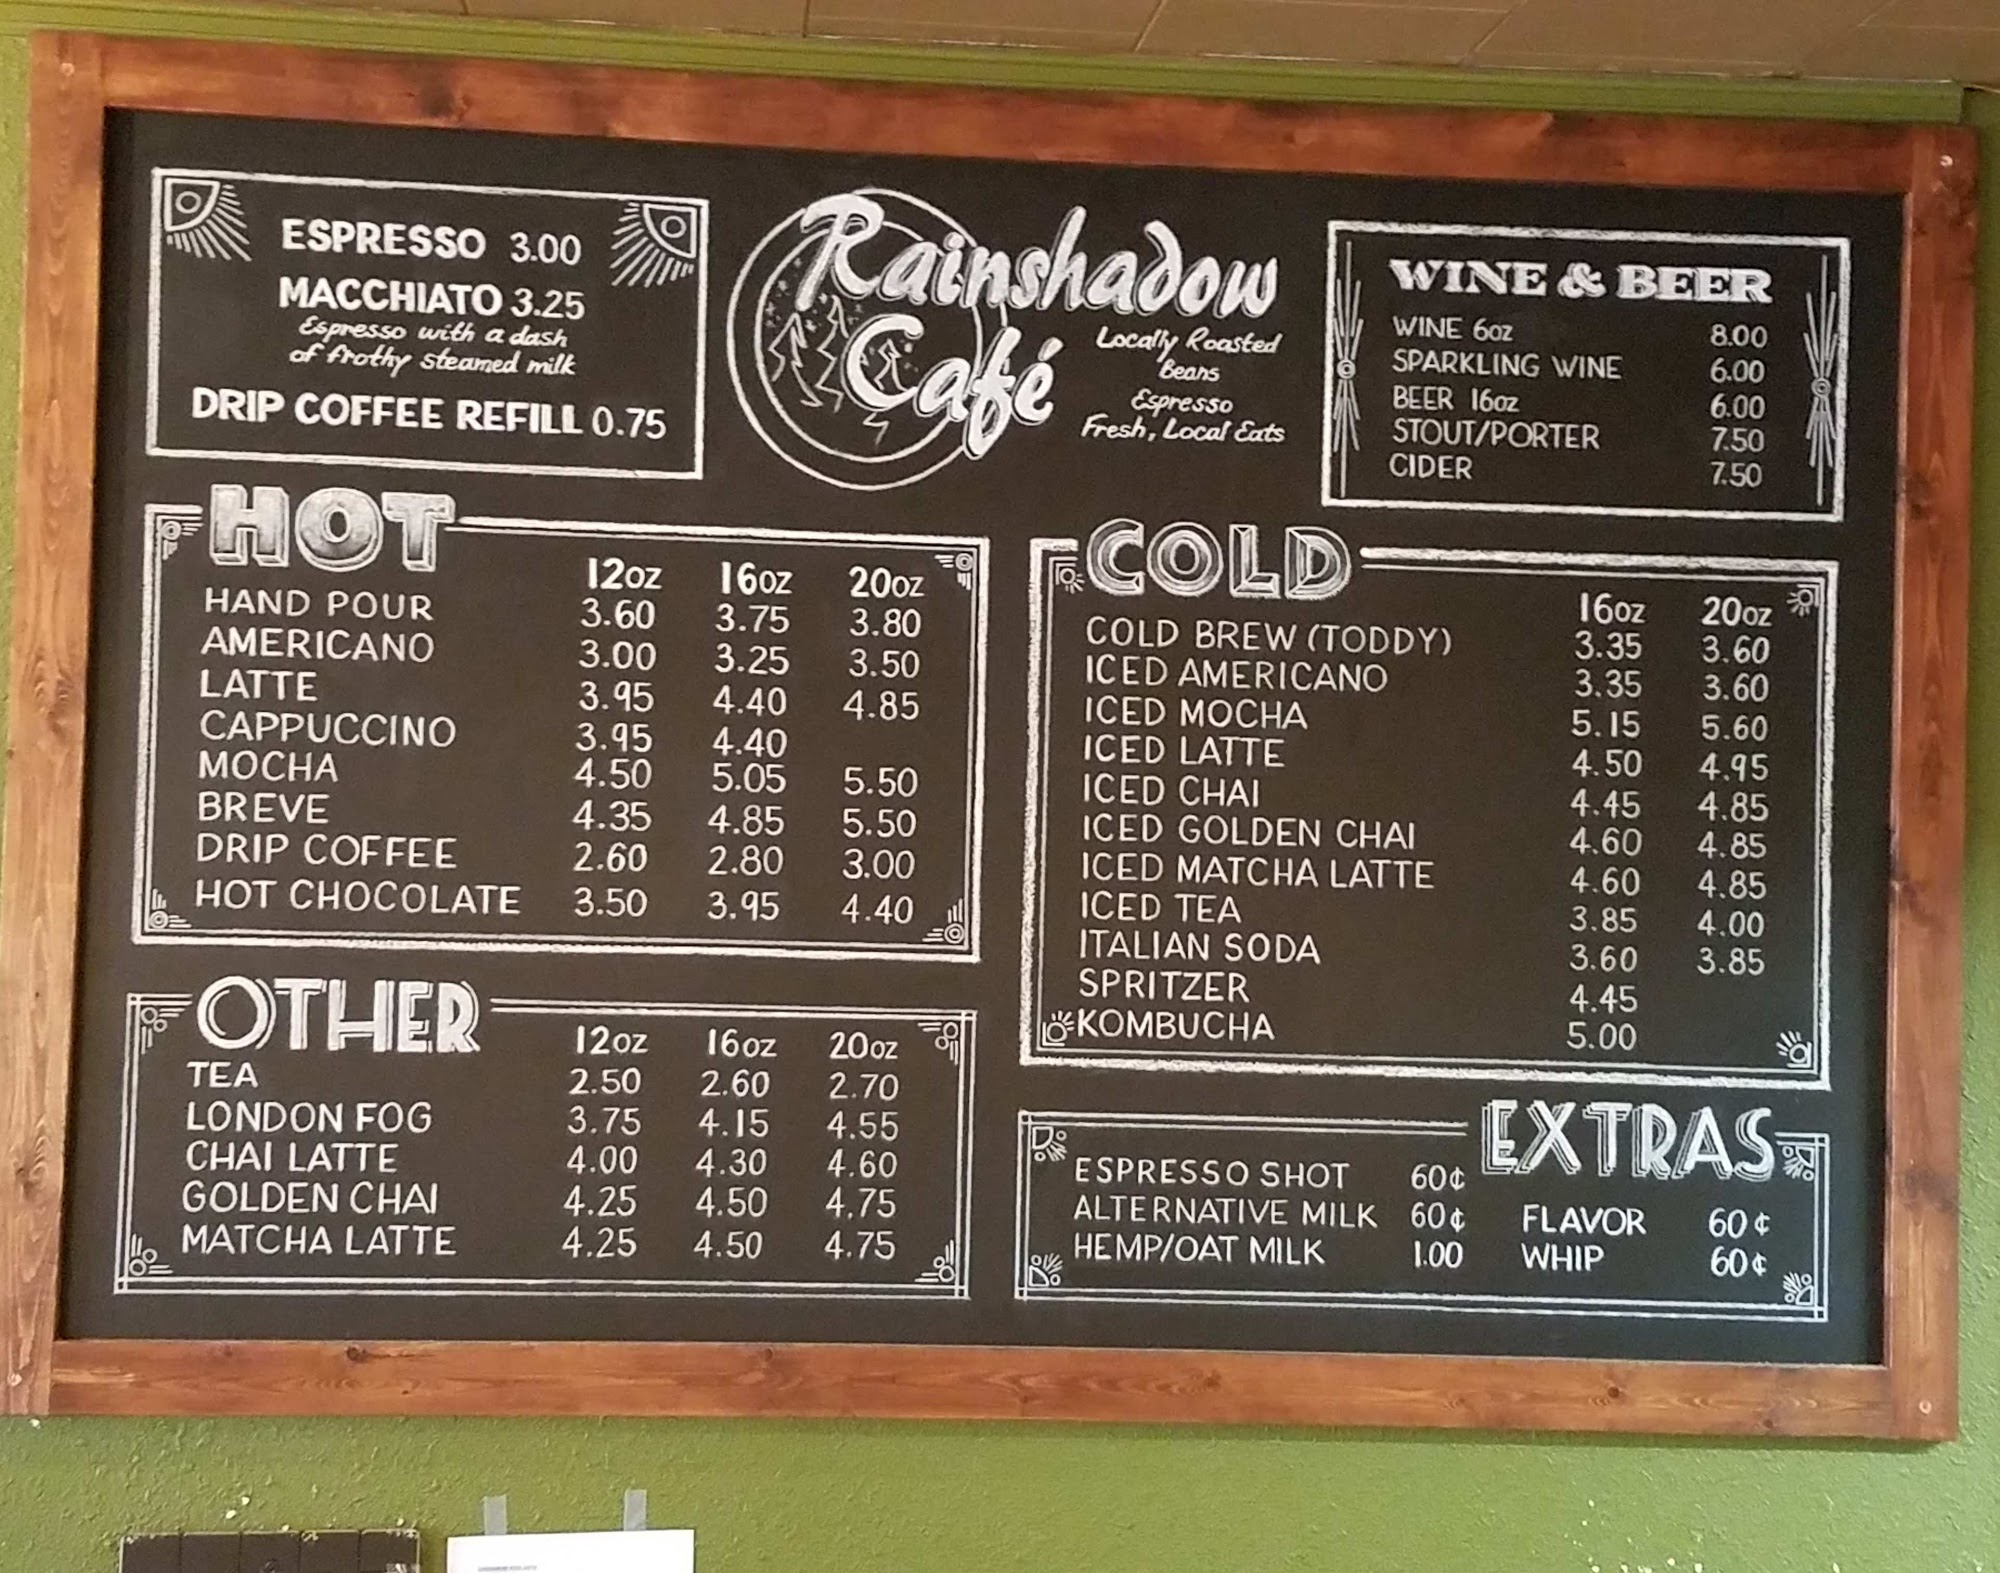 ESPRESSO 3.00
MACCHIATO 3.25
Espresso with a dash
of frothy steamed milk
DRIP COFFEE REFILL 0.75
Rainshadow
Café
Locally Roasted
Beans
Espresso
Fresh, Local Eats
WINE & BEER
WINE 6oz 8.00
SPARKLING WINE 6.00
BEER 16oz 6.00
STOUT/PORTER 7.50
CIDER 7.50
HOT
12oz 16oz 20oz
HAND POUR 3.60 3.75 3.80
AMERICANO 3.00 3.25 3.50
LATTE 3.95 4.40 4.85
CAPPUCCINO 3.95 4.40
MOCHA 4.50 5.05 5.50
BREVE 4.35 4.85 5.50
DRIP COFFEE 2.60 2.80 3.00
HOT CHOCOLATE 3.50 3.95 4.40
COLD
16oz 20oz
COLD BREW (TODDY) 3.35 3.60
ICED AMERICANO 3.35 3.60
ICED MOCHA 5.15 5.60
ICED LATTE 4.50 4.95
ICED CHAI 4.45 4.85
ICED GOLDEN CHAI 4.60 4.85
ICED MATCHA LATTE 4.60 4.85
ICED TEA 3.85 4.00
ITALIAN SODA 3.60 3.85
SPRITZER 4.45
KOMBUCHA 5.00
OTHER
12oz 16oz 20oz
TEA 2.50 2.60 2.70
LONDON FOG 3.75 4.15 4.55
CHAI LATTE 4.00 4.30 4.60
GOLDEN CHAI 4.25 4.50 4.75
MATCHA LATTE 4.25 4.50 4.75
EXTRAS
ESPRESSO SHOT 60¢
ALTERNATIVE MILK 60¢ FLAVOR 60¢
HEMP/OAT MILK 1.00 WHIP 60¢